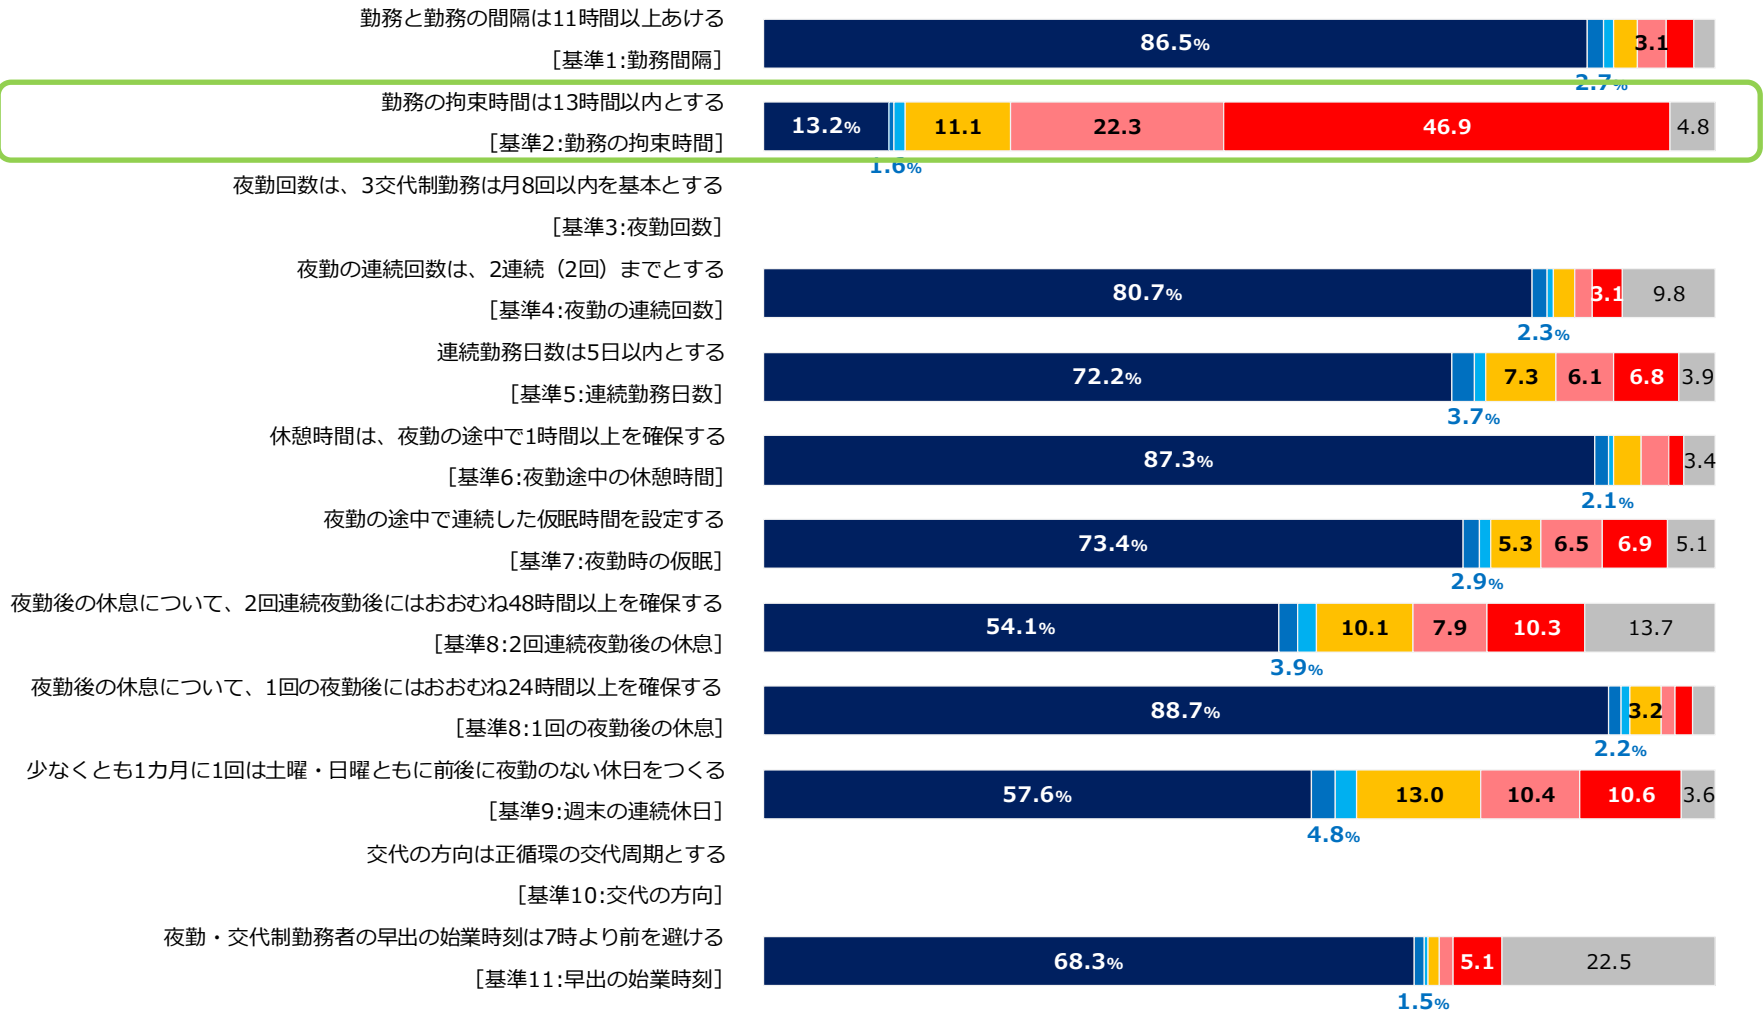 勤務と勤務の間隔は11時間以上あける
［基準1:勤務間隔］
86.5%
3.1
2.7%
勤務の拘束時間は13時間以内とする
［基準2:勤務の拘束時間］
13.2%
11.1
22.3
46.9
4.8
1.6%
夜勤回数は、3交代制勤務は月8回以内を基本とする
［基準3:夜勤回数］
夜勤の連続回数は、2連続（2回）までとする
［基準4:夜勤の連続回数］
80.7%
3.1
9.8
2.3%
連続勤務日数は5日以内とする
［基準5:連続勤務日数］
72.2%
7.3
6.1
6.8
3.9
3.7%
休憩時間は、夜勤の途中で1時間以上を確保する
［基準6:夜勤途中の休憩時間］
87.3%
3.4
2.1%
夜勤の途中で連続した仮眠時間を設定する
［基準7:夜勤時の仮眠］
73.4%
5.3
6.5
6.9
5.1
2.9%
夜勤後の休息について、2回連続夜勤後にはおおむね48時間以上を確保する
［基準8:2回連続夜勤後の休息］
54.1%
10.1
7.9
10.3
13.7
3.9%
夜勤後の休息について、1回の夜勤後にはおおむね24時間以上を確保する
［基準8:1回の夜勤後の休息］
88.7%
3.2
2.2%
少なくとも1カ月に1回は土曜・日曜ともに前後に夜勤のない休日をつくる
［基準9:週末の連続休日］
57.6%
13.0
10.4
10.6
3.6
4.8%
交代の方向は正循環の交代周期とする
［基準10:交代の方向］
夜勤・交代制勤務者の早出の始業時刻は7時より前を避ける
［基準11:早出の始業時刻］
68.3%
5.1
22.5
1.5%